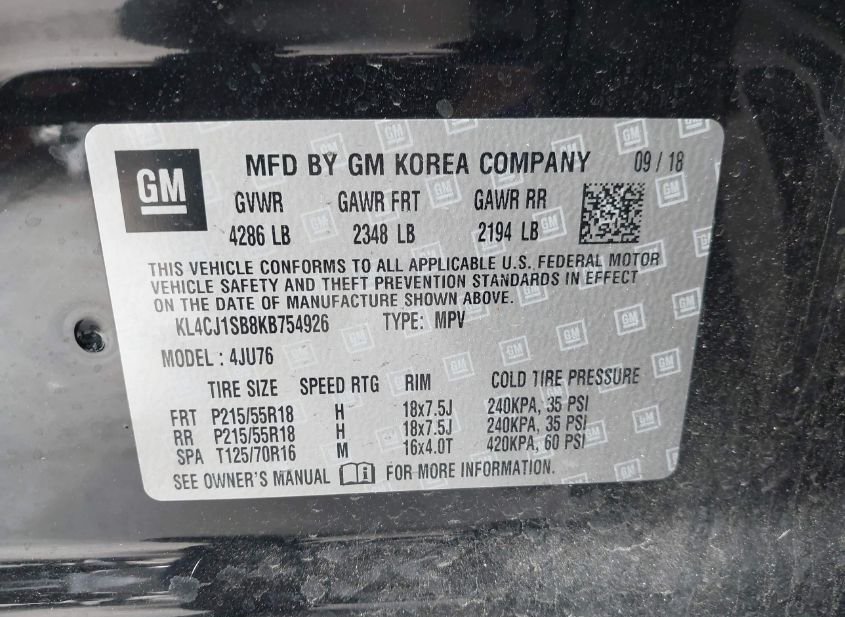 GM
MFD BY GM KOREA COMPANY 09 / 18
GVWR GAWR FRT GAWR RR
4286 LB 2348 LB 2194 LB
THIS VEHICLE CONFORMS TO ALL APPLICABLE U.S. FEDERAL MOTOR
VEHICLE SAFETY AND THEFT PREVENTION STANDARDS IN EFFECT
ON THE DATE OF MANUFACTURE SHOWN ABOVE.
KL4CJ1SB8KB754926 TYPE: MPV
MODEL : 4JU76
TIRE SIZE SPEED RTG RIM COLD TIRE PRESSURE
FRT P215/55R18 H 18x7.5J 240KPA, 35 PSI
RR P215/55R18 H 18x7.5J 240KPA, 35 PSI
SPA T125/70R16 M 16x4.0T 420KPA, 60 PSI
SEE OWNER'S MANUAL FOR MORE INFORMATION.